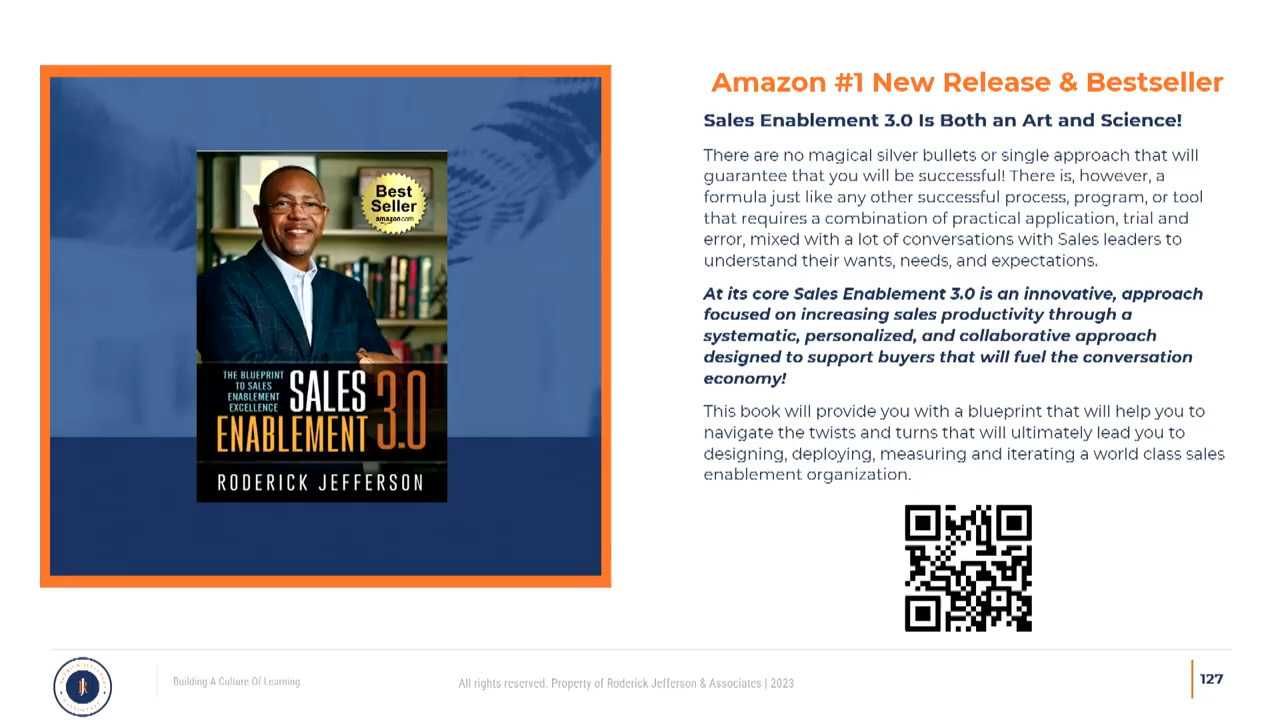 Amazon #1 New Release & Bestseller
Sales Enablement 3.0 Is Both an Art and Science!
There are no magical silver bullets or single approach that will
guarantee that you will be successful! There is, however, a
formula just like any other successful process, program, or tool
that requires a combination of practical application, trial and
error, mixed with a lot of conversations with Sales leaders to
understand their wants, needs, and expectations.
At its core Sales Enablement 3.0 is an innovative, approach
focused on increasing sales productivity through a
systematic, personalized, and collaborative approach
designed to support buyers that will fuel the conversation
economy!
This book will provide you with a blueprint that will help you to
navigate the twists and turns that will ultimately lead you to
designing, deploying, measuring and iterating a world class sales
enablement organization.
Best
Seller
amazon.com
THE BLUEPRINT
TO SALES
ENABLEMENT
EXCELLENCE
SALES
ENABLEMENT
3.0
RODERICK JEFFERSON
Building A Culture Of Learning
All rights reserved. Property of Roderick Jefferson & Associates | 2023
127